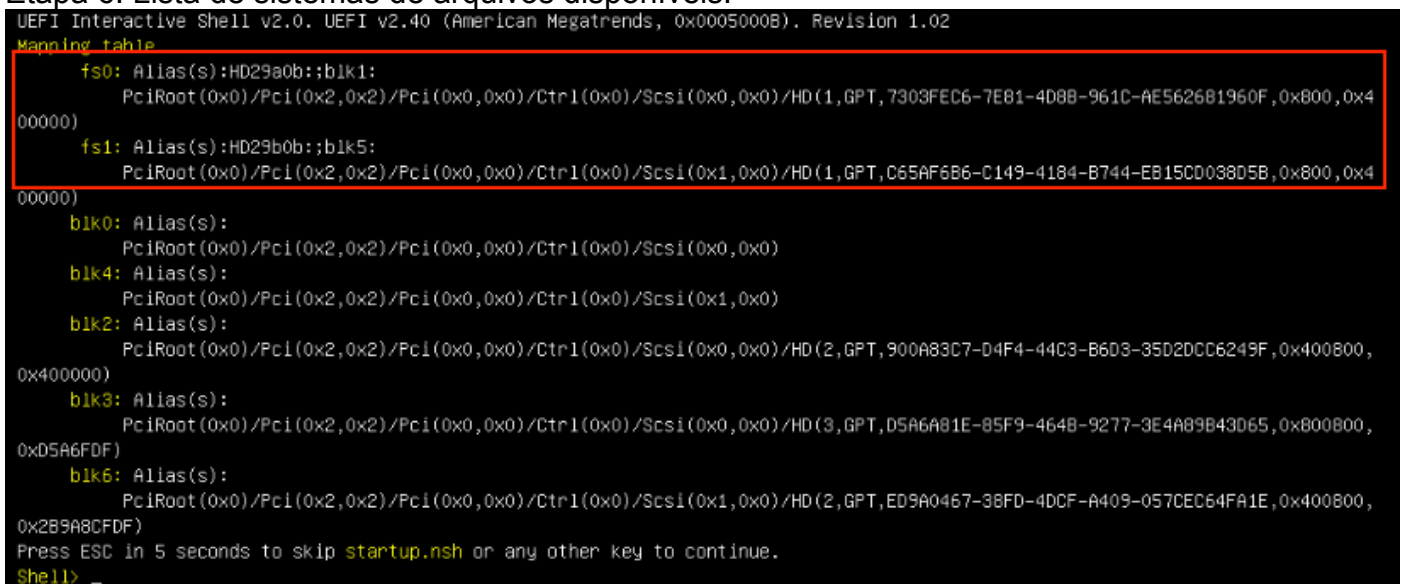 Etapa 6. Lista de sistemas de arquivos disponíveis.
UEFI Interactive Shell v2.0. UEFI v2.40 (American Megatrends, 0x0005000B). Revision 1.02
Mapping table
fs0: Alias(s):HD29a0b:;blk1:
PciRoot(0x0)/Pci(0x2,0x2)/Pci(0x0,0x0)/Ctrl(0x0)/Scsi(0x0,0x0)/HD(1,GPT,7303FEC6-7E81-4D8B-961C-AE562681960F,0x800,0x4
00000)
fs1: Alias(s):HD29b0b:;blk5:
PciRoot(0x0)/Pci(0x2,0x2)/Pci(0x0,0x0)/Ctrl(0x0)/Scsi(0x1,0x0)/HD(1,GPT,C65AF6B6-C149-4184-B744-EB15CD038D5B,0x800,0x4
00000)
blk0: Alias(s):
PciRoot(0x0)/Pci(0x2,0x2)/Pci(0x0,0x0)/Ctrl(0x0)/Scsi(0x0,0x0)
blk4: Alias(s):
PciRoot(0x0)/Pci(0x2,0x2)/Pci(0x0,0x0)/Ctrl(0x0)/Scsi(0x1,0x0)
blk2: Alias(s):
PciRoot(0x0)/Pci(0x2,0x2)/Pci(0x0,0x0)/Ctrl(0x0)/Scsi(0x0,0x0)/HD(2,GPT,900A83C7-D4F4-44C3-B6D3-35D2DCC6249F,0x400800,
0x400000)
blk3: Alias(s):
PciRoot(0x0)/Pci(0x2,0x2)/Pci(0x0,0x0)/Ctrl(0x0)/Scsi(0x0,0x0)/HD(3,GPT,D5A6A81E-85F9-464B-9277-3E4A89B43D65,0x800800,
0xD5A6FDF)
blk6: Alias(s):
PciRoot(0x0)/Pci(0x2,0x2)/Pci(0x0,0x0)/Ctrl(0x0)/Scsi(0x1,0x0)/HD(2,GPT,ED9A0467-38FD-4DCF-A409-057CEC64FA1E,0x400800,
0x2B9A8CFDF)
Press ESC in 5 seconds to skip startup.nsh or any other key to continue.
Shell> _